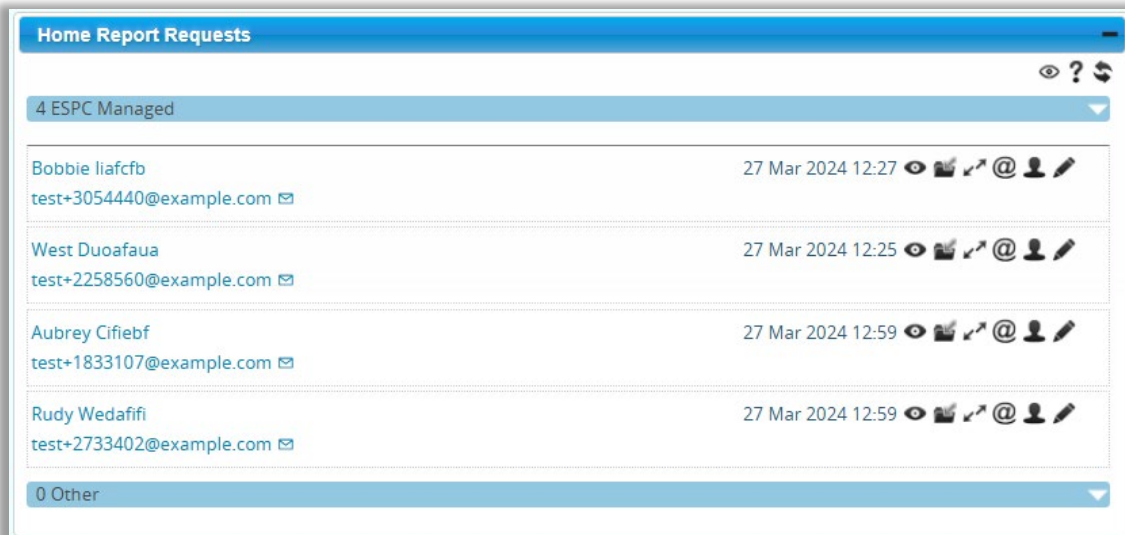 Home Report Requests
4 ESPC Managed
Bobbie Iiafcfb 27 Mar 2024 12:27
test+3054440@example.com
West Duoafaua 27 Mar 2024 12:25
test+2258560@example.com
Aubrey Cifiebf 27 Mar 2024 12:59
test+1833107@example.com
Rudy Wedafifi 27 Mar 2024 12:59
test+2733402@example.com
0 Other